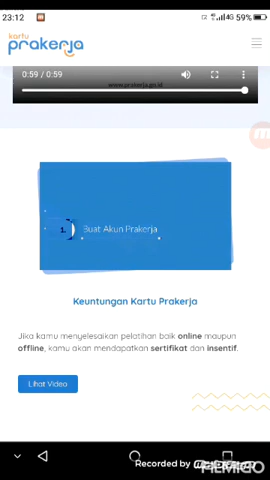 23:12
4G 59%
kartu
prakerja
0:59 / 0:59
www.prakerja.go.id
1. Buat Akun Prakerja
Keuntungan Kartu Prakerja
Jika kamu menyelesaikan pelatihan baik online maupun
offline, kamu akan mendapatkan sertifikat dan insentif.
Lihat Video
Recorded by
FILMIGO